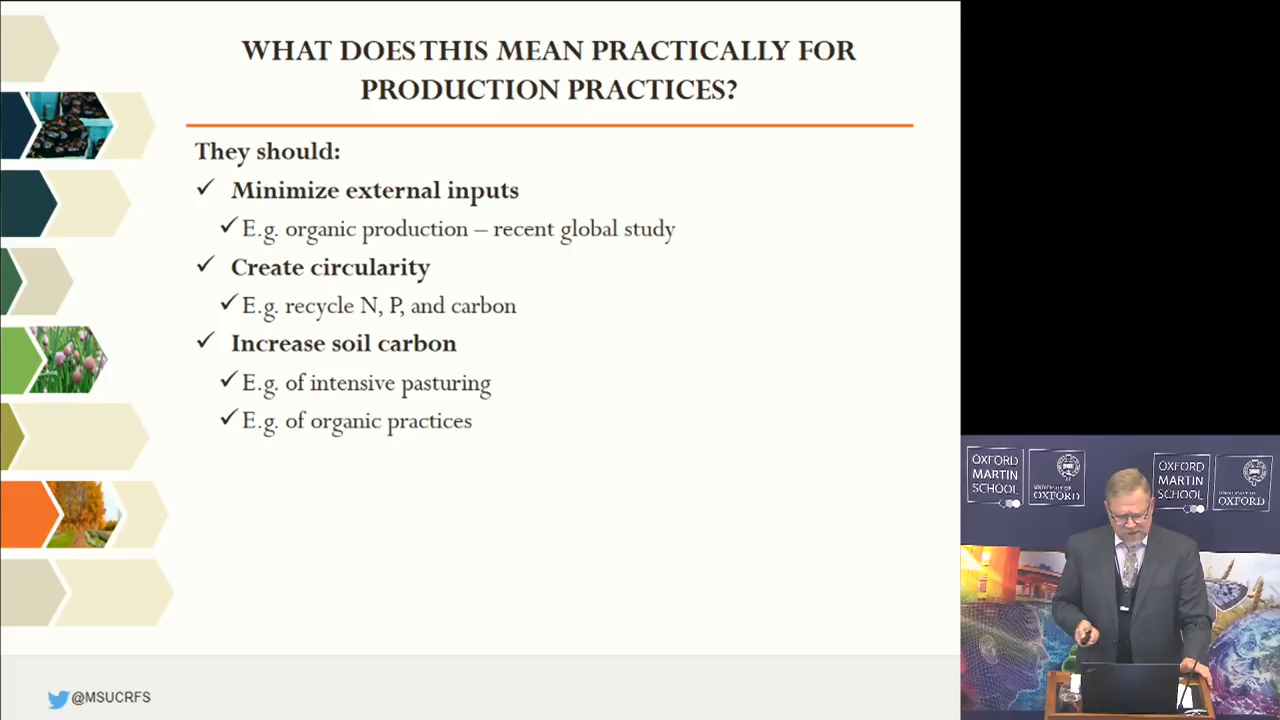 WHAT DOES THIS MEAN PRACTICALLY FOR
PRODUCTION PRACTICES?
They should:
✓ Minimize external inputs
✓ E.g. organic production – recent global study
✓ Create circularity
✓ E.g. recycle N, P, and carbon
✓ Increase soil carbon
✓ E.g. of intensive pasturing
✓ E.g. of organic practices
@MSUCRFS
OXFORD
MARTIN
SCHOOL
UNIVERSITY OF
OXFORD
OXFORD
MARTIN
SCHOOL
UNIVERSITY OF
OXFORD